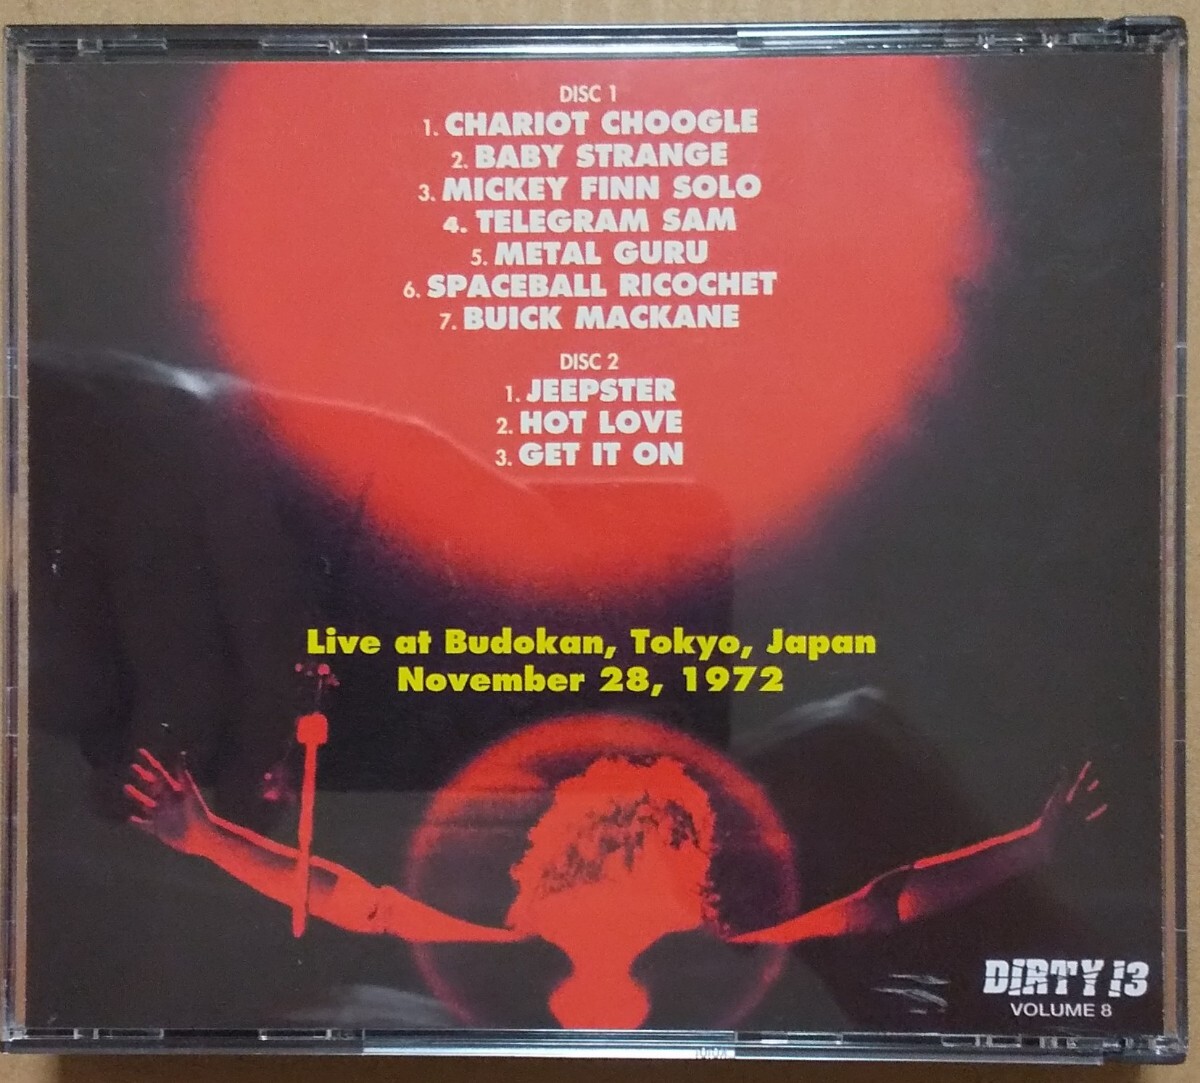 DISC 1
1. CHARIOT CHOOGLE
2. BABY STRANGE
3. MICKEY FINN SOLO
4. TELEGRAM SAM
5. METAL GURU
6. SPACEBALL RICOCHET
7. BUICK MACKANE
DISC 2
1. JEEPSTER
2. HOT LOVE
3. GET IT ON
Live at Budokan, Tokyo, Japan
November 28, 1972
DIRTY 13
VOLUME 8